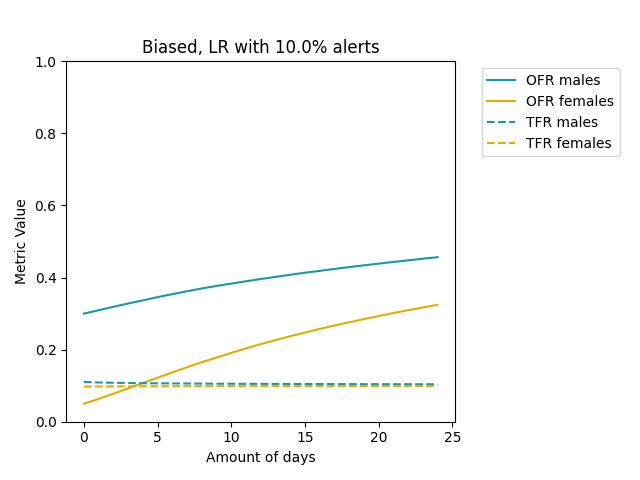 Biased, LR with 10.0% alerts
1.0
0.8
0.6
0.4
0.2
0.0
Metric Value
0
5
10
15
20
25
Amount of days
OFR males
OFR females
TFR males
TFR females